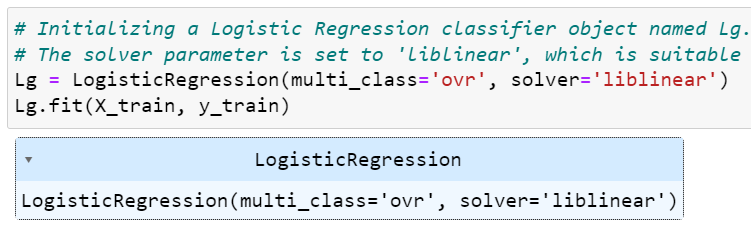 # Initializing a Logistic Regression classifier object named Lg.
# The solver parameter is set to 'liblinear', which is suitable
Lg = LogisticRegression(multi_class='ovr', solver='liblinear')
Lg.fit(X_train, y_train)
▾ LogisticRegression
LogisticRegression(multi_class='ovr', solver='liblinear')